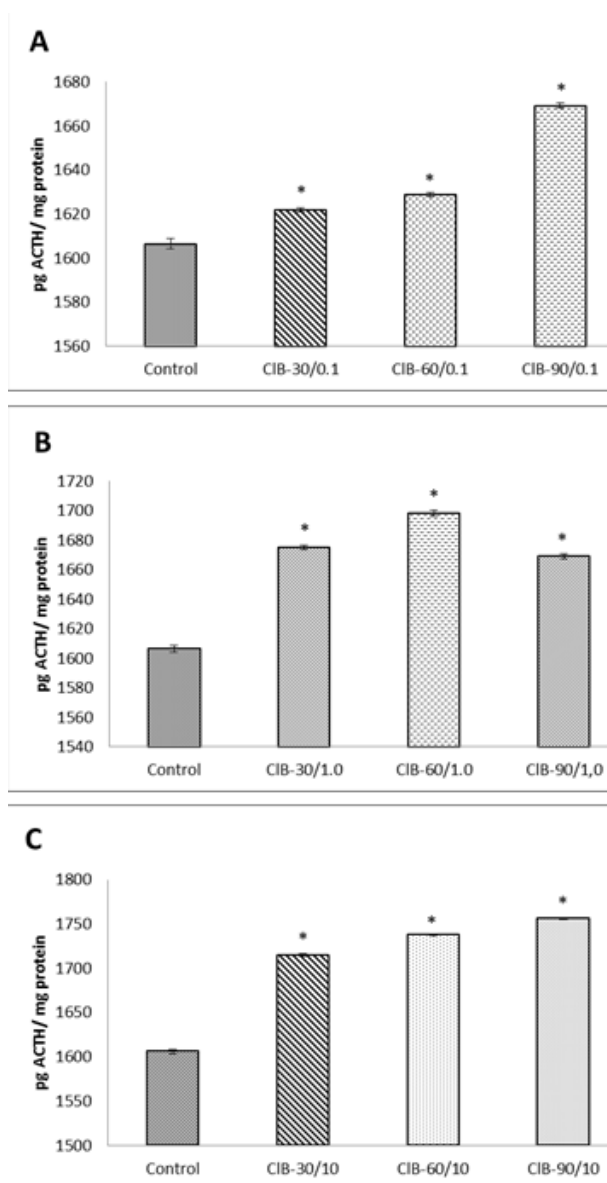 A
pg ACTH/ mg protein
1680
1660
1640
1620
1600
1580
1560
*
*
*
Control
ClB-30/0.1
ClB-60/0.1
ClB-90/0.1
B
pg ACTH/ mg protein
1720
1700
1680
1660
1640
1620
1600
1580
1560
1540
*
*
*
Control
ClB-30/1.0
ClB-60/1.0
ClB-90/1,0
C
pg ACTH/ mg protein
1800
1750
1700
1650
1600
1550
1500
*
*
*
Control
ClB-30/10
ClB-60/10
ClB-90/10